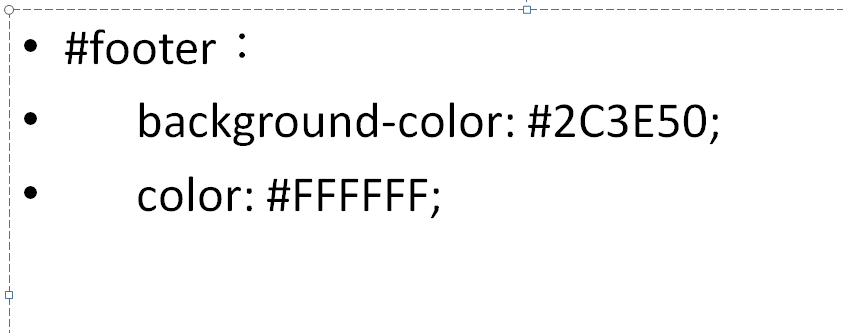 • #footer：
• background-color: #2C3E50;
• color: #FFFFFF;